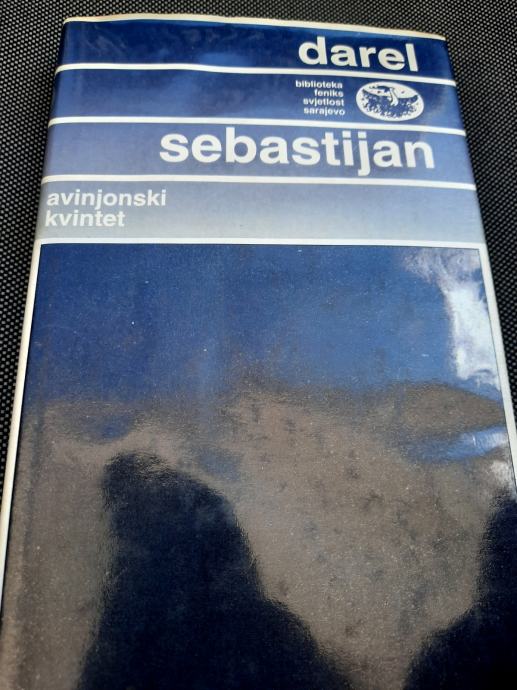 darel
biblioteka
feniks
svjetlost
sarajevo
sebastijan
avinjonski
kvintet